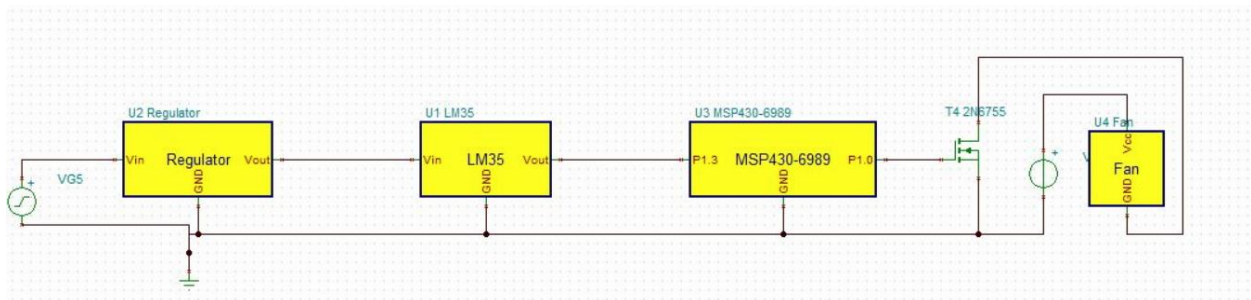 U2 Regulator
U1 LM35
U3 MSP430-6989
T4 2N6755
U4 Fan
Vin
Regulator
Vout
GND
Vin
LM35
Vout
GND
P1.3
MSP430-6989
P1.0
GND
Vcc
Fan
GND
+
VG5
+